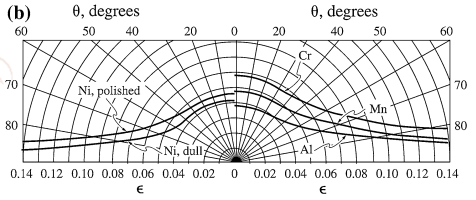 (b) θ, degrees θ, degrees
60 50 40 20 0 20 40 50 60
Cr
Ni, polished
70 70
Mn
80 80
Ni, dull Al
0.14 0.12 0.10 0.08 0.06 0.04 0.02 0 0.02 0.04 0.06 0.08 0.10 0.12 0.14
ϵ ϵ